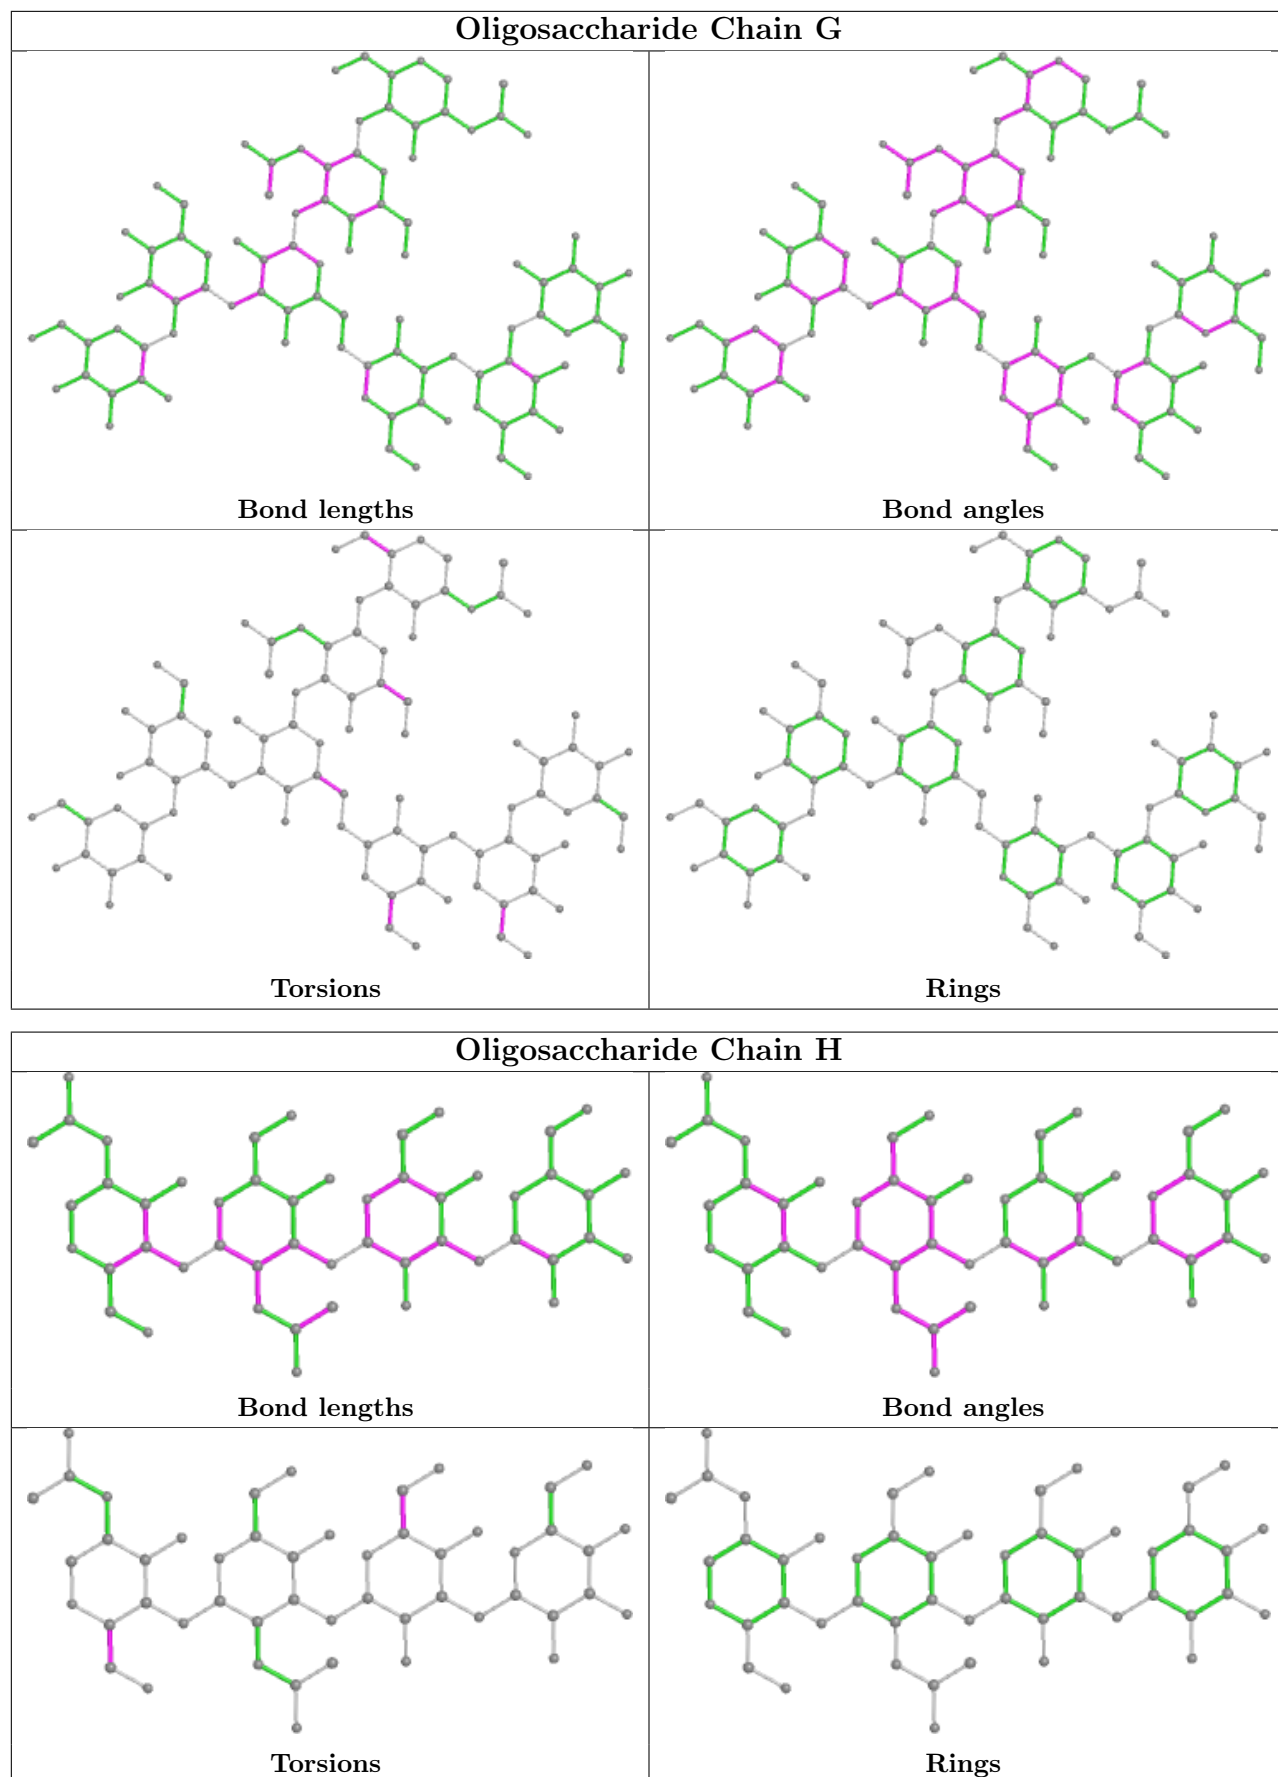 Oligosaccharide Chain G
Bond lengths
Bond angles
Torsions
Rings
Oligosaccharide Chain H
Bond lengths
Bond angles
Torsions
Rings